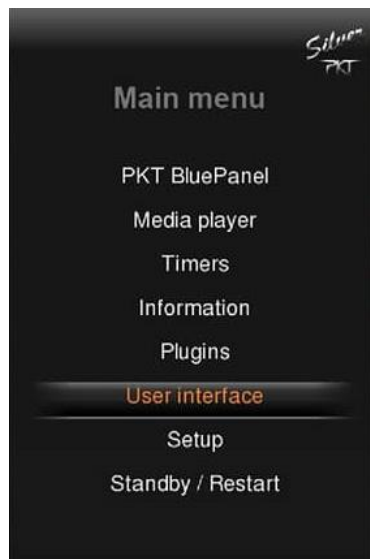 Silver
PKT
Main menu
PKT BluePanel
Media player
Timers
Information
Plugins
User interface
Setup
Standby / Restart